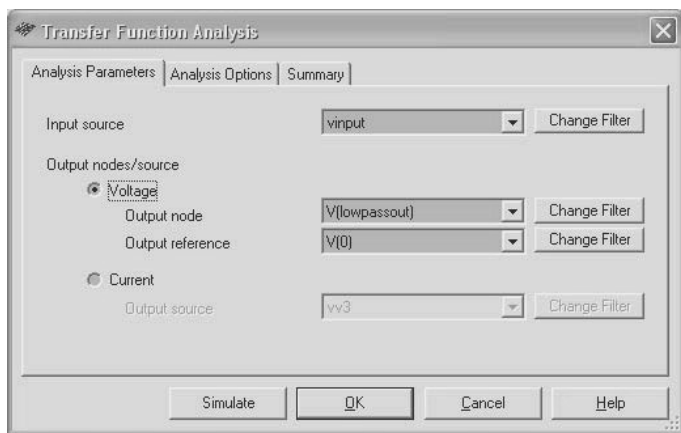 Transfer Function Analysis
Analysis Parameters Analysis Options Summary
Input source vinput Change Filter
Output nodes/source
Voltage
Output node V(lowpassout) Change Filter
Output reference V(0) Change Filter
Current
Output source vv3 Change Filter
Simulate OK Cancel Help